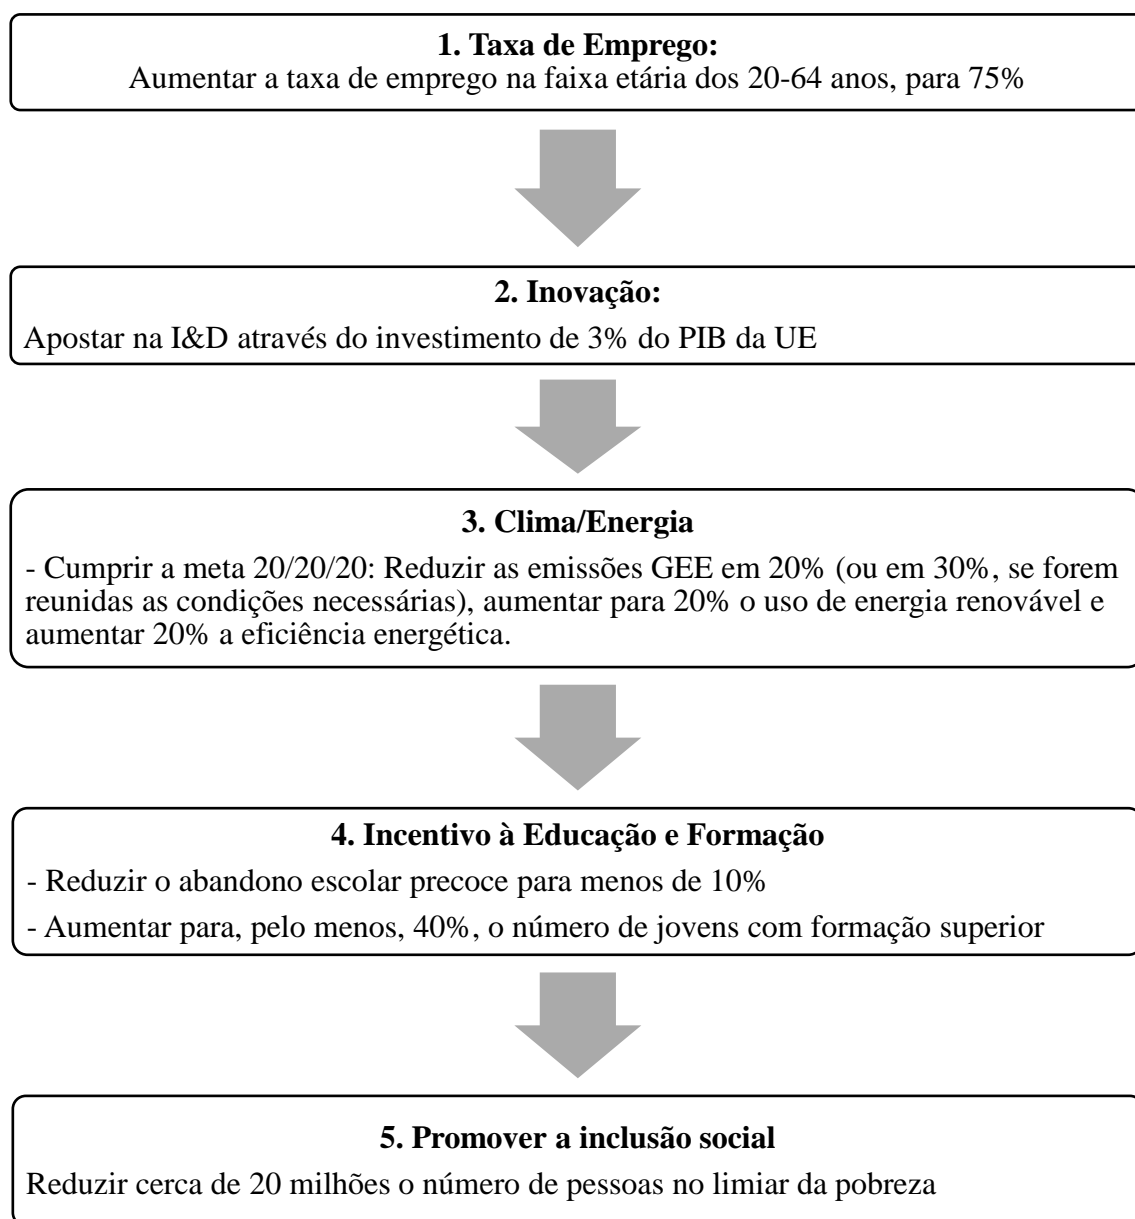 1. Taxa de Emprego:
Aumentar a taxa de emprego na faixa etária dos 20-64 anos, para 75%
2. Inovação:
Apostar na I&D através do investimento de 3% do PIB da UE
3. Clima/Energia
- Cumprir a meta 20/20/20: Reduzir as emissões GEE em 20% (ou em 30%, se forem
reunidas as condições necessárias), aumentar para 20% o uso de energia renovável e
aumentar 20% a eficiência energética.
4. Incentivo à Educação e Formação
- Reduzir o abandono escolar precoce para menos de 10%
- Aumentar para, pelo menos, 40%, o número de jovens com formação superior
5. Promover a inclusão social
Reduzir cerca de 20 milhões o número de pessoas no limiar da pobreza